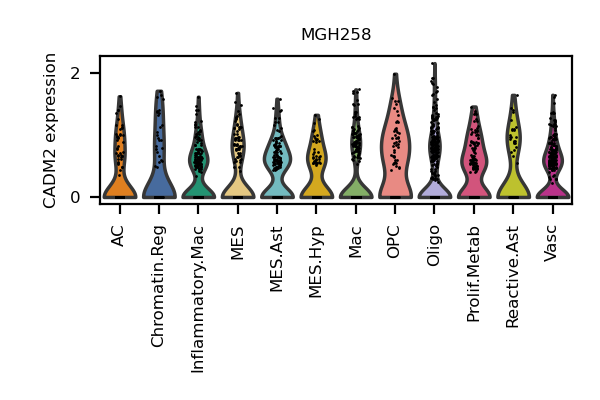 MGH258
CADM2 expression
2
0
AC
Chromatin.Reg
Inflammatory.Mac
MES
MES.Ast
MES.Hyp
Mac
OPC
Oligo
Prolif.Metab
Reactive.Ast
Vasc